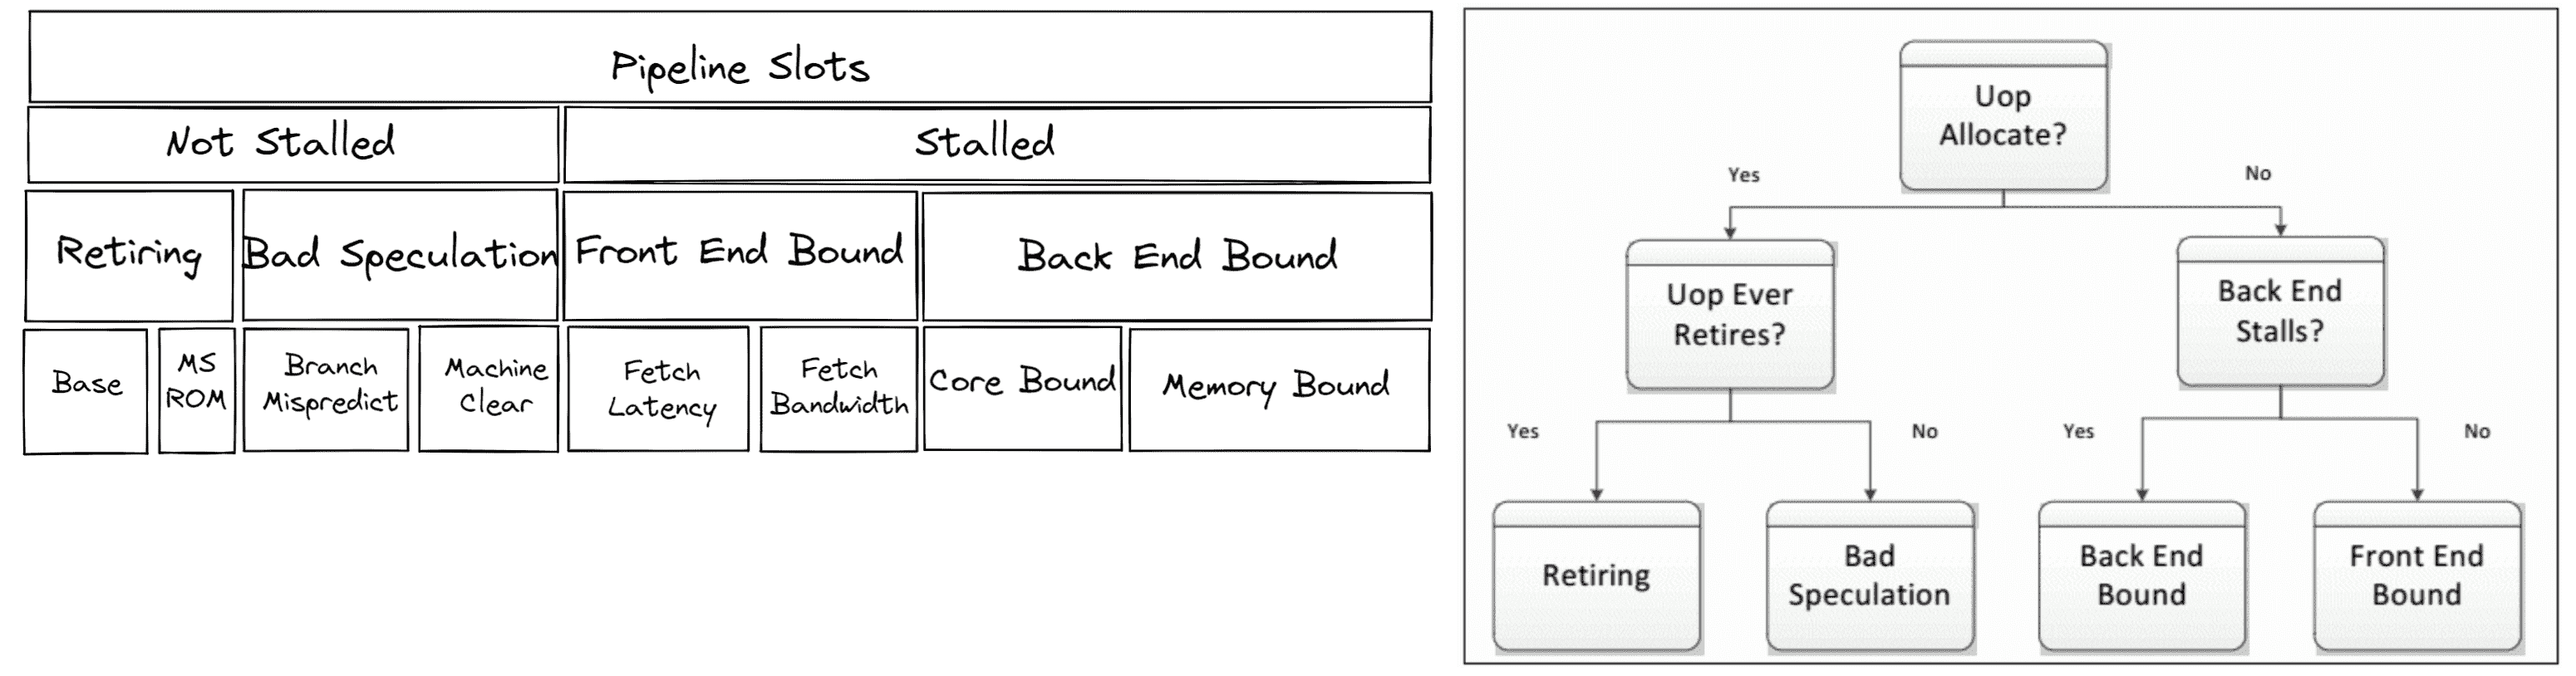 Pipeline Slots
Not Stalled
Stalled
Retiring
Bad Speculation
Front End Bound
Back End Bound
Base
MS
ROM
Branch
Mispredict
Machine
Clear
Fetch
Latency
Fetch
Bandwidth
Core Bound
Memory Bound
Uop
Allocate?
Yes
No
Uop Ever
Retires?
Back End
Stalls?
Yes
No
Yes
No
Retiring
Bad
Speculation
Back End
Bound
Front End
Bound